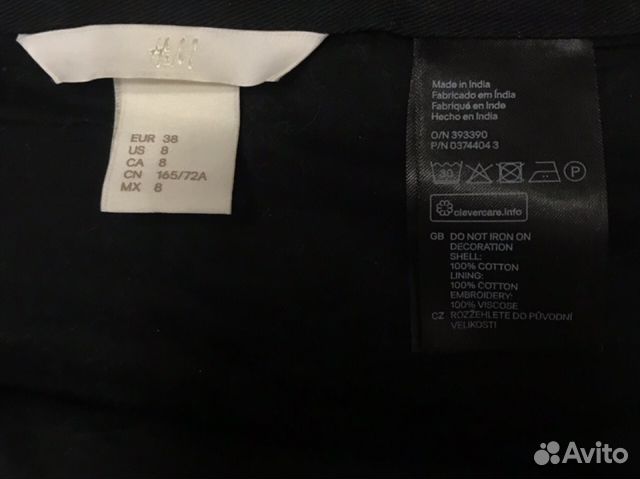 H&M
EUR 38
US 8
CA 8
CN 165/72A
MX 8
Made in India
Fabricado em Índia
Fabriqué en Inde
Hecho en India
O/N 393390
P/N D374404 3
30
P
clevercare.info
GB DO NOT IRON ON
DECORATION
SHELL:
100% COTTON
LINING:
100% COTTON
EMBROIDERY:
100% VISCOSE
CZ ROZŽEHLETE DO PŮVODNÍ
VELIKOSTI
Avito